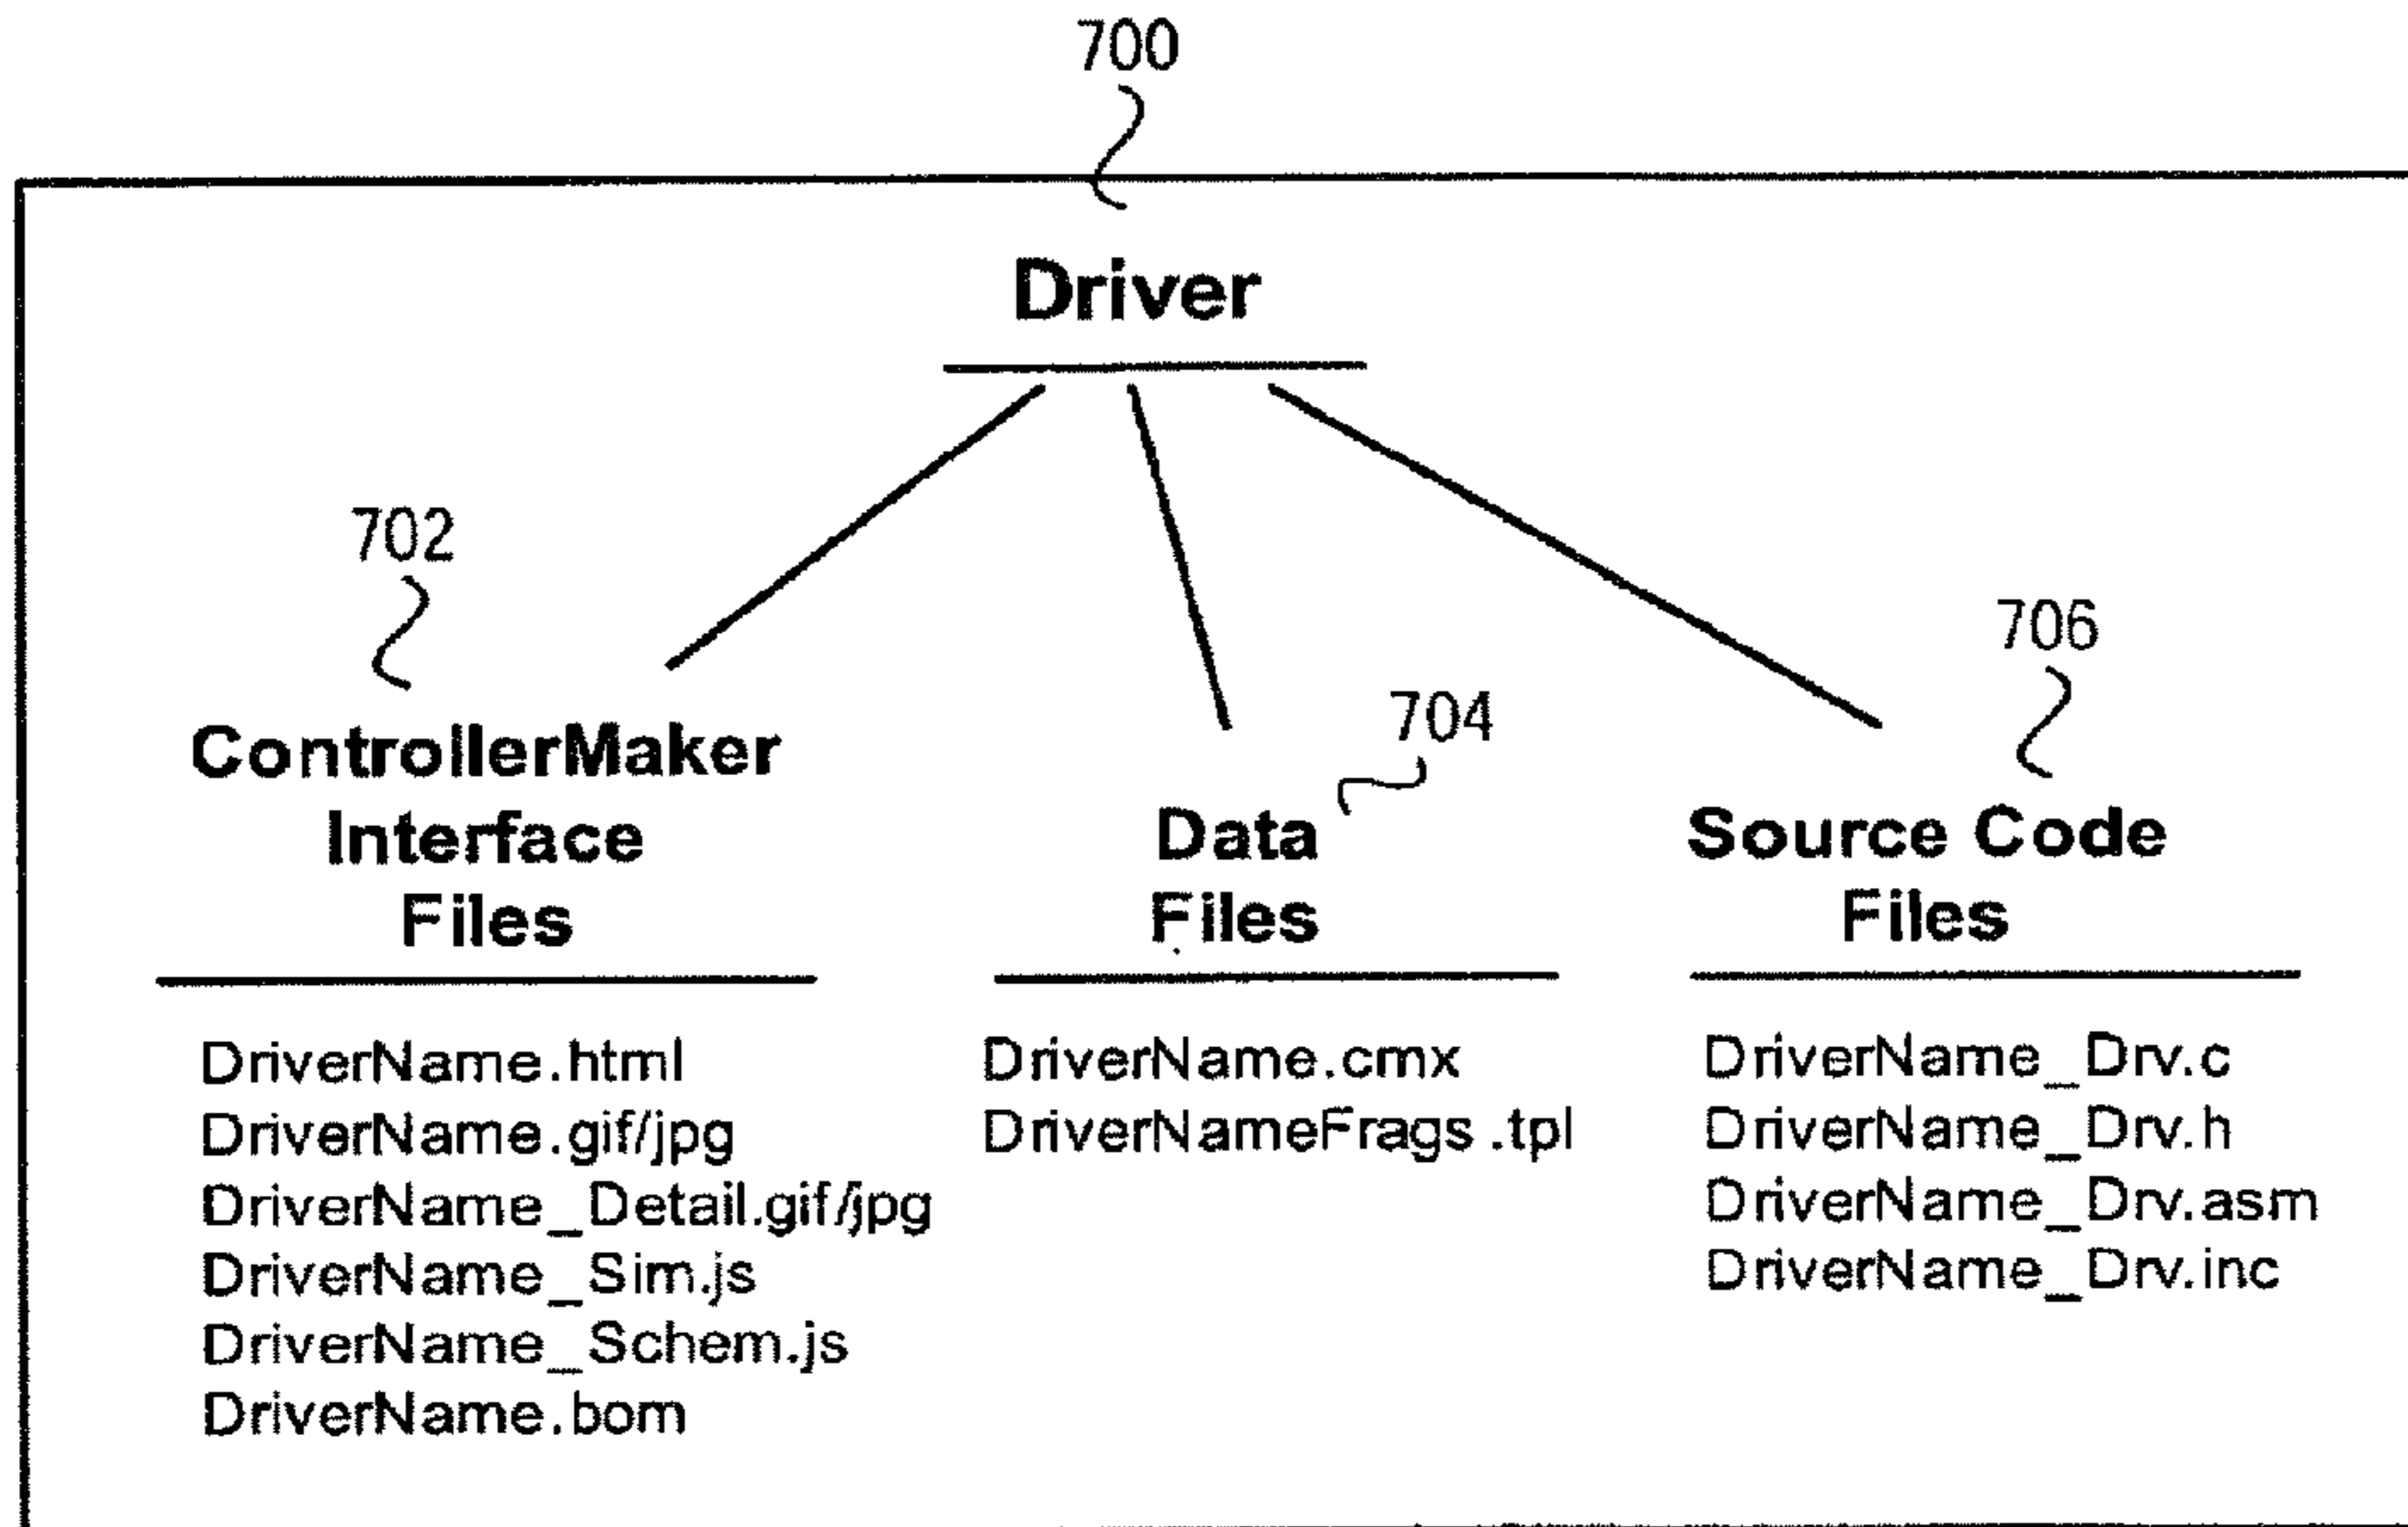 700
Driver
702
ControllerMaker
Interface
Files
DriverName.html
DriverName.gif/jpg
DriverName_Detail.gif/jpg
DriverName_Sim.js
DriverName_Schem.js
DriverName.bom
704
Data
Files
DriverName.cmx
DriverNameFrags.tpl
706
Source Code
Files
DriverName_Drv.c
DriverName_Drv.h
DriverName_Drv.asm
DriverName_Drv.inc